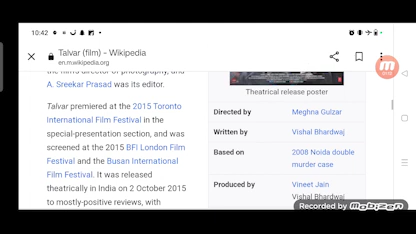 10:42
Talvar (film) - Wikipedia
en.m.wikipedia.org
the film's director of photography, and
A. Sreekar Prasad was its editor.
Talvar premiered at the 2015 Toronto
International Film Festival in the
special-presentation section, and was
screened at the 2015 BFI London Film
Festival and the Busan International
Film Festival. It was released
theatrically in India on 2 October 2015
to mostly-positive reviews, with
Theatrical release poster
Directed by Meghna Gulzar
Written by Vishal Bhardwaj
Based on 2008 Noida double
murder case
Produced by Vineet Jain
Vishal Bhardwaj
Recorded by Mobizen